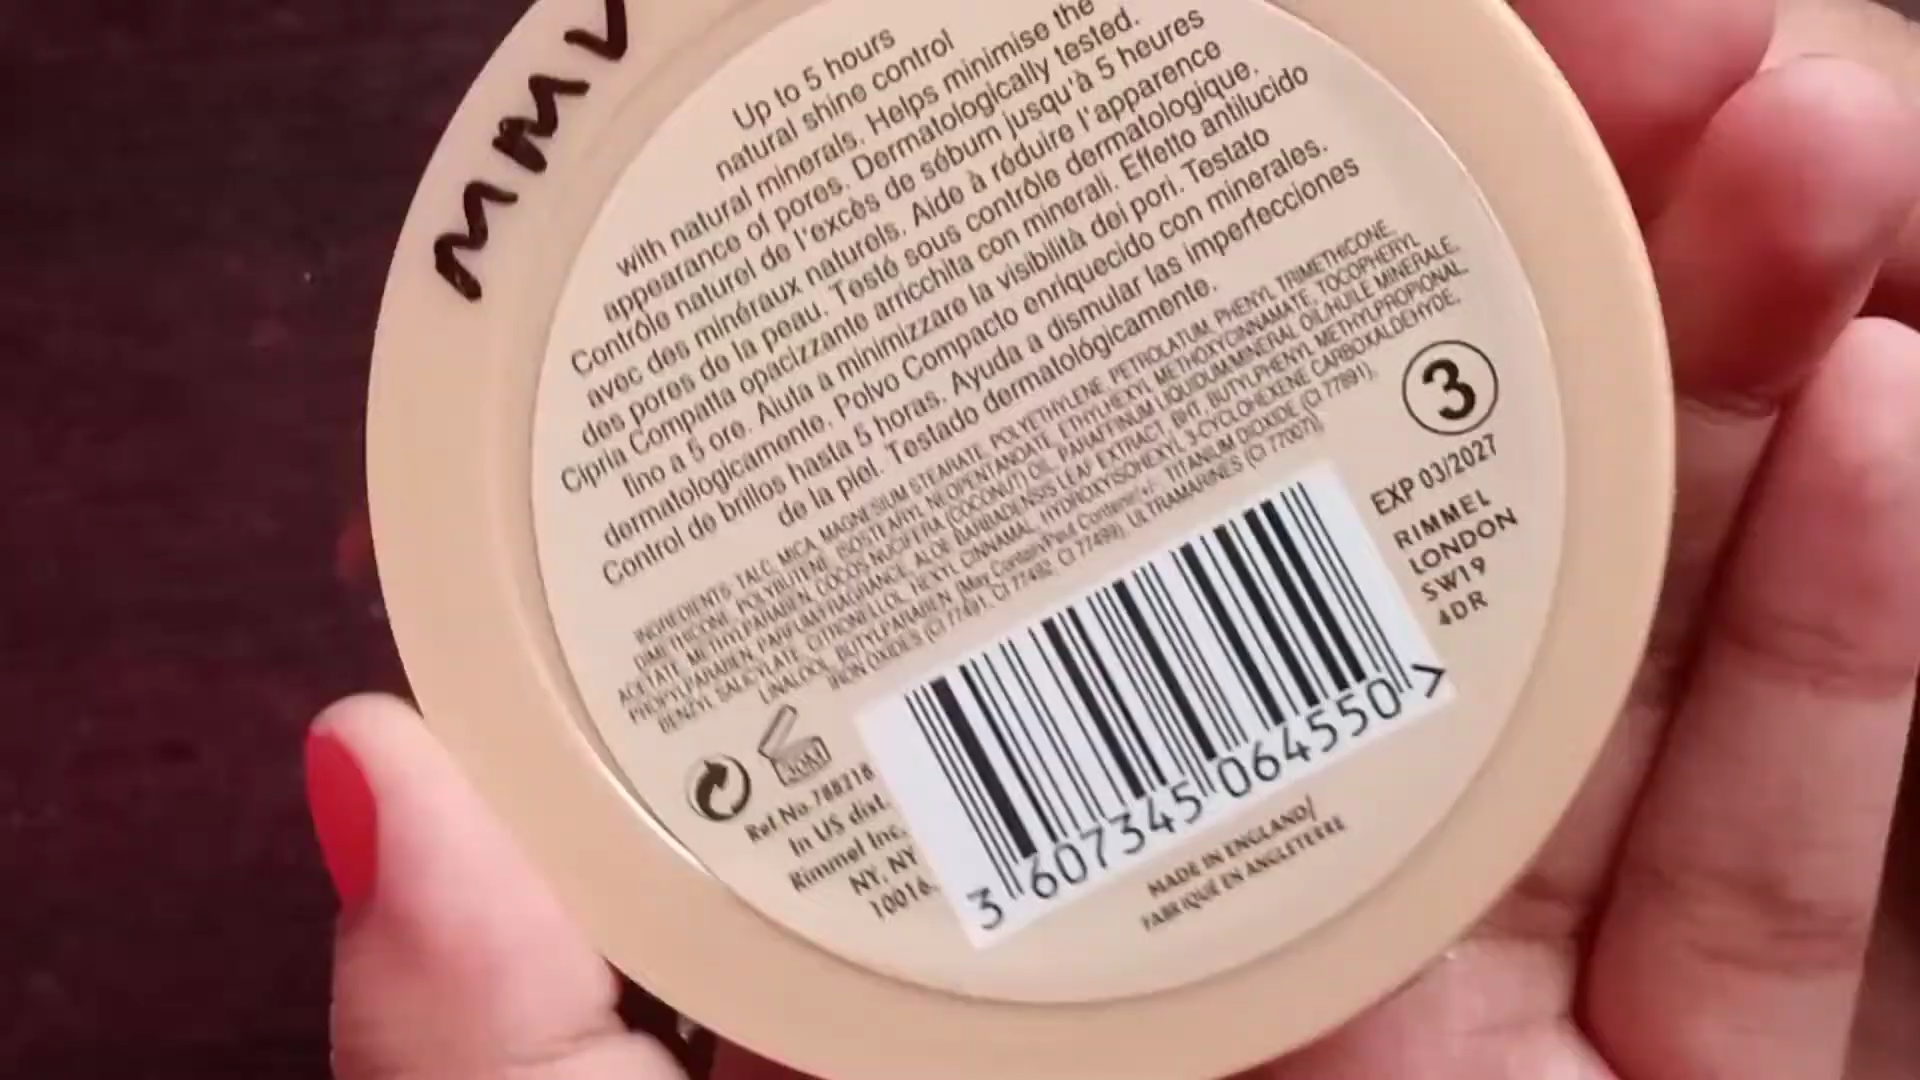 MMV
Up to 5 hours
natural shine control
with natural minerals. Helps minimise the
appearance of pores. Dermatologically tested.
Contrôle naturel de l'excès de sébum jusqu'à 5 heures
avec des minéraux naturels. Aide à réduire l'apparence
des pores de la peau. Testé sous contrôle dermatologique.
Cipria Compatta opacizzante arricchita con minerali. Effetto antilucido
fino a 5 ore. Aiuta a minimizzare la visibilità dei pori. Testato
dermatologicamente. Polvo Compacto enriquecido con minerales.
Control de brillos hasta 5 horas. Ayuda a dismular las imperfecciones
de la piel. Testado dermatológicamente.
INGREDIENTS: TALC, MICA, MAGNESIUM STEARATE, POLYETHYLENE, PETROLATUM, PHENYL TRIMETHICONE,
DIMETHICONE, POLYBUTENE, ISOSTEARYL NEOPENTANOATE, ETHYLHEXYL METHOXYCINNAMATE, TOCOPHERYL
ACETATE, METHYLPARABEN, COCOS NUCIFERA (COCONUT) OIL, PARAFFINUM LIQUIDUM/MINERAL OIL/HUILE MINERALE,
PROPYLPARABEN, PARFUM/FRAGRANCE, ALOE BARBADENSIS LEAF EXTRACT, BHT, BUTYLPHENYL METHYLPROPIONAL,
BENZYL SALICYLATE, CITRONELLOL, HEXYL CINNAMAL, HYDROXYISOHEXYL 3-CYCLOHEXENE CARBOXALDEHYDE,
LINALOOL, BUTYLPARABEN, [May Contain/Peut Contenir/+/-: TITANIUM DIOXIDE (CI 77891),
IRON OXIDES (CI 77491, CI 77492, CI 77499), ULTRAMARINES (CI 77007)].
3
EXP 03/2027
RIMMEL
LONDON
SW19
4DR
Ref No.788216
In US dist.
Rimmel Inc.
NY, NY
10016.
3 607345 064550 >
MADE IN ENGLAND/
FABRIQUÉ EN ANGLETERRE